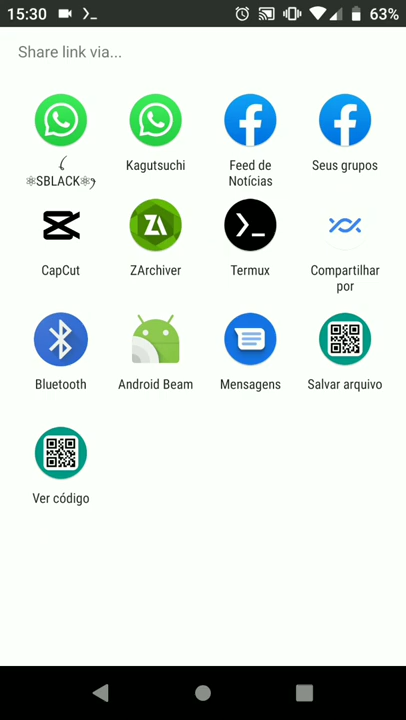 15:30
63%
Share link via...
⚛SBLACK⚛
Kagutsuchi
Feed de
Notícias
Seus grupos
CapCut
ZArchiver
Termux
Compartilhar
por
Bluetooth
Android Beam
Mensagens
Salvar arquivo
Ver código